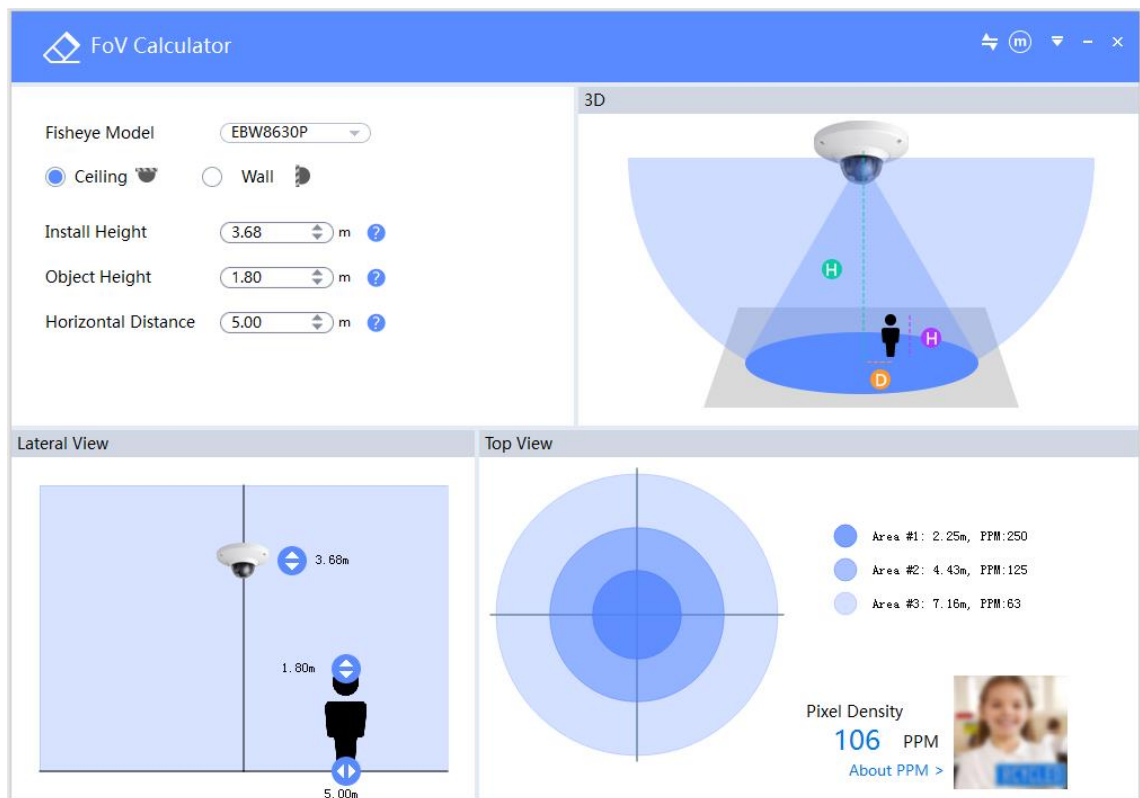 FoV Calculator
m
3D
Fisheye Model EBW8630P
Ceiling Wall
Install Height 3.68 m ?
Object Height 1.80 m ?
Horizontal Distance 5.00 m ?
H
H
D
Lateral View
3.68m
1.80m
5.00m
Top View
Area #1: 2.25m, PPM:250
Area #2: 4.43m, PPM:125
Area #3: 7.16m, PPM:63
Pixel Density
106 PPM
About PPM >